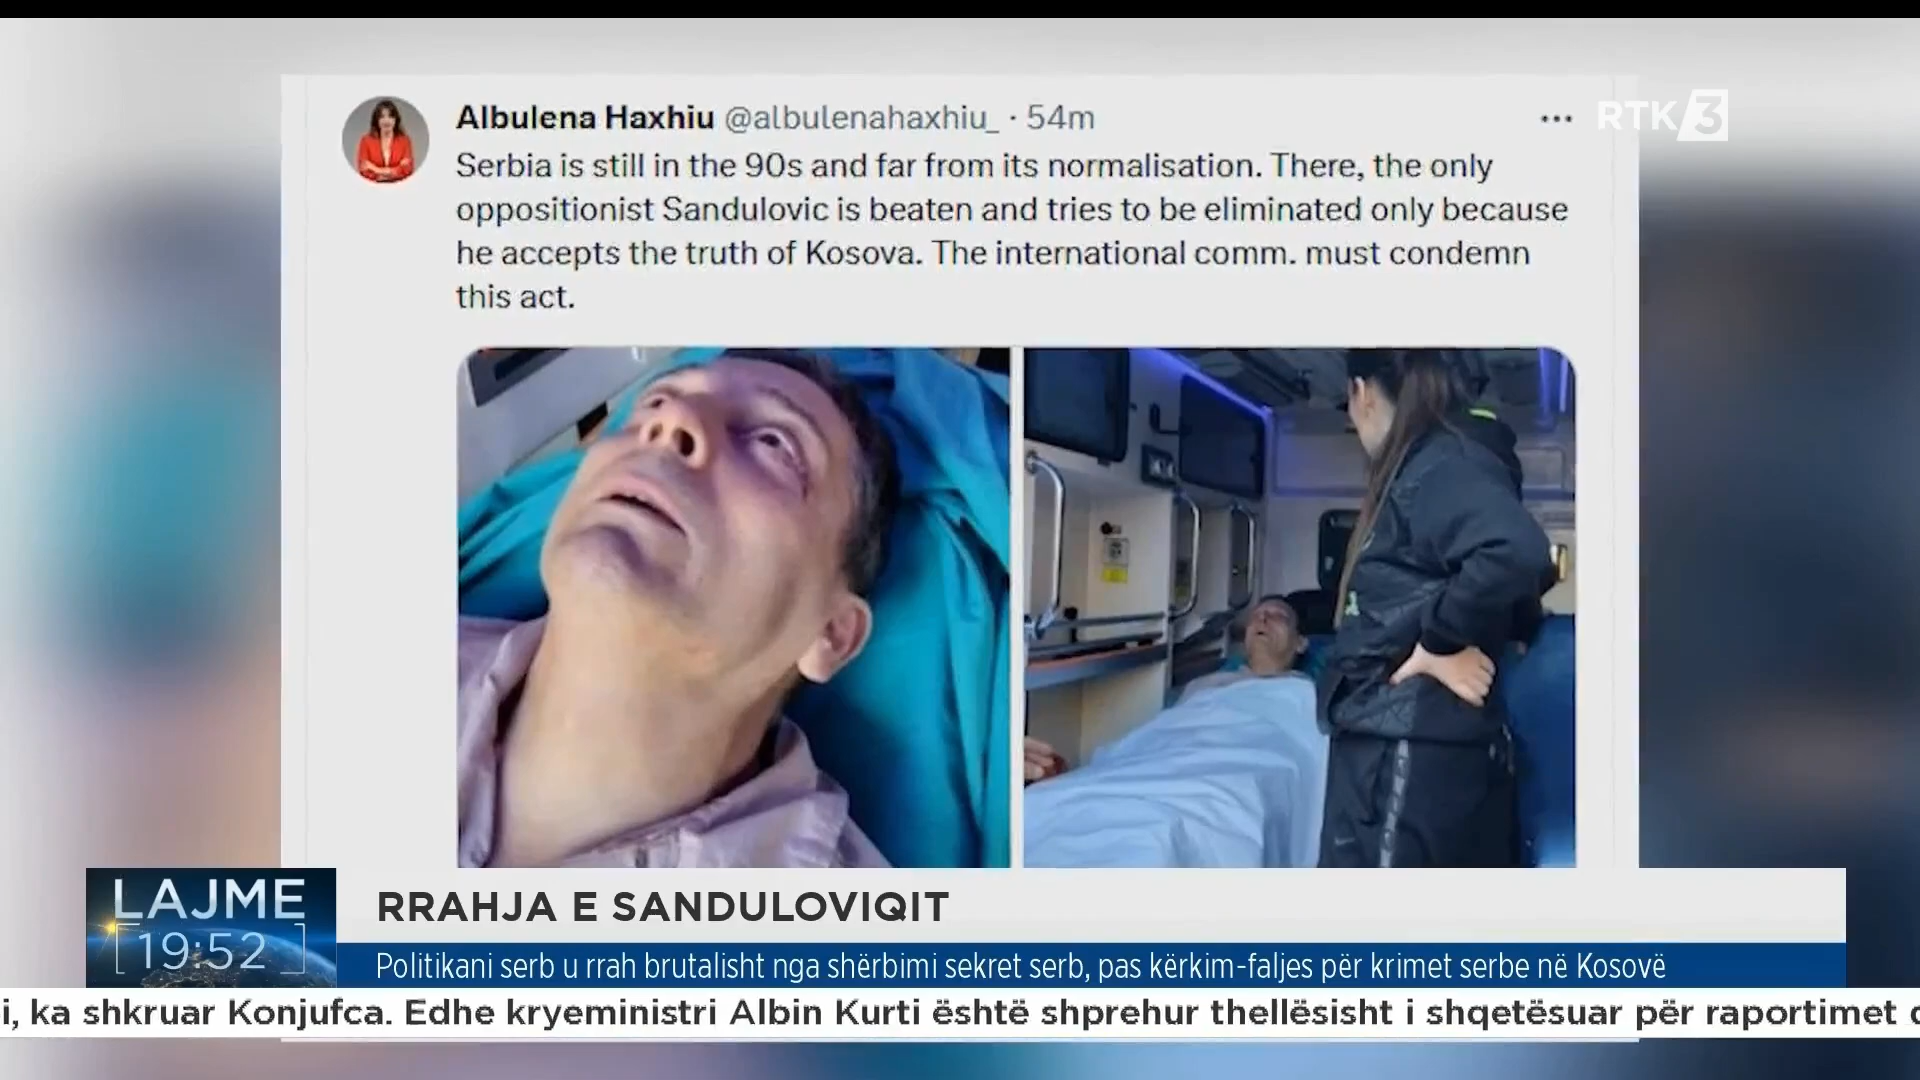 Albulena Haxhiu @albulenahaxhiu_ · 54m
RTK 3
Serbia is still in the 90s and far from its normalisation. There, the only
oppositionist Sandulovic is beaten and tries to be eliminated only because
he accepts the truth of Kosova. The international comm. must condemn
this act.
LAJME
19:52
RRAHJA E SANDULOVIQIT
Politikani serb u rrah brutalisht nga shërbimi sekret serb, pas kërkim-faljes për krimet serbe në Kosovë
i, ka shkruar Konjufca. Edhe kryeministri Albin Kurti është shprehur thellësisht i shqetësuar për raportimet